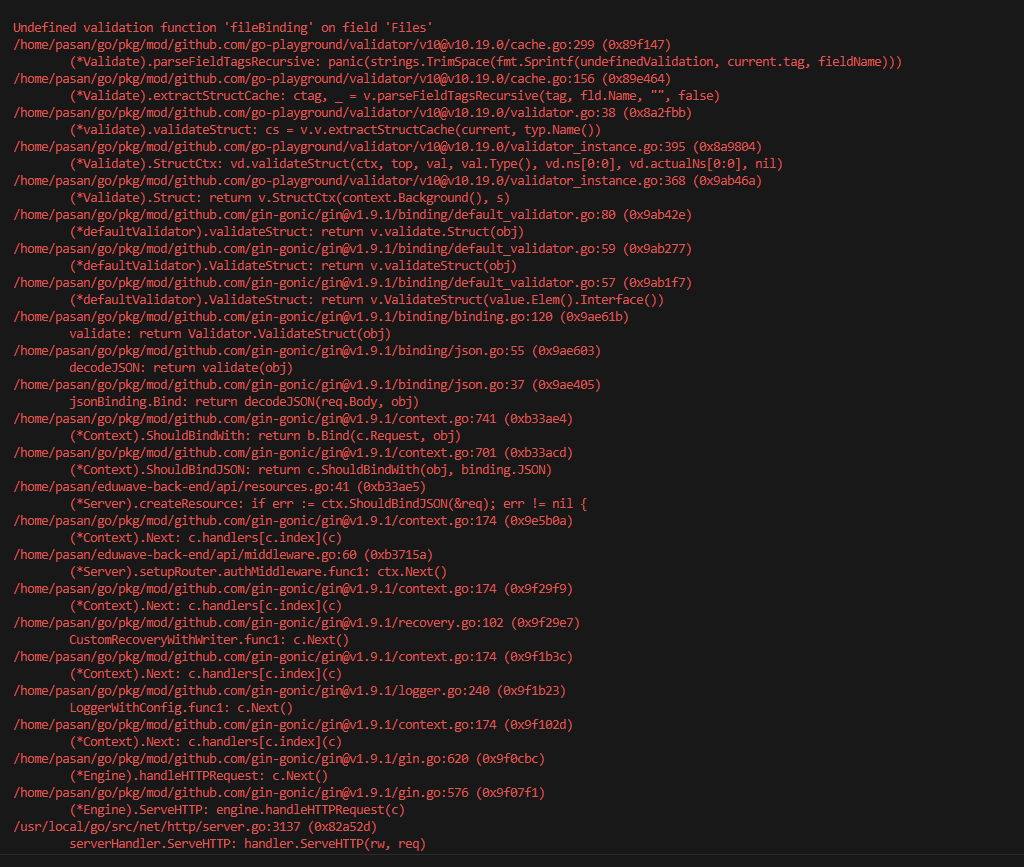 Undefined validation function 'fileBinding' on field 'Files'
/home/pasan/go/pkg/mod/github.com/go-playground/validator/v10@v10.19.0/cache.go:299 (0x89f147)
(*Validate).parseFieldTagsRecursive: panic(strings.TrimSpace(fmt.Sprintf(undefinedValidation, current.tag, fieldName)))
/home/pasan/go/pkg/mod/github.com/go-playground/validator/v10@v10.19.0/cache.go:156 (0x89e464)
(*Validate).extractStructCache: ctag, _ = v.parseFieldTagsRecursive(tag, fld.Name, "", false)
/home/pasan/go/pkg/mod/github.com/go-playground/validator/v10@v10.19.0/validator.go:38 (0x8a2fbb)
(*validate).validateStruct: cs = v.v.extractStructCache(current, typ.Name())
/home/pasan/go/pkg/mod/github.com/go-playground/validator/v10@v10.19.0/validator_instance.go:395 (0x8a9804)
(*Validate).StructCtx: vd.validateStruct(ctx, top, val, val.Type(), vd.ns[0:0], vd.actualNs[0:0], nil)
/home/pasan/go/pkg/mod/github.com/go-playground/validator/v10@v10.19.0/validator_instance.go:368 (0x9ab46a)
(*Validate).Struct: return v.StructCtx(context.Background(), s)
/home/pasan/go/pkg/mod/github.com/gin-gonic/gin@v1.9.1/binding/default_validator.go:80 (0x9ab42e)
(*defaultValidator).validateStruct: return v.validate.Struct(obj)
/home/pasan/go/pkg/mod/github.com/gin-gonic/gin@v1.9.1/binding/default_validator.go:59 (0x9ab277)
(*defaultValidator).ValidateStruct: return v.validateStruct(obj)
/home/pasan/go/pkg/mod/github.com/gin-gonic/gin@v1.9.1/binding/default_validator.go:57 (0x9ab1f7)
(*defaultValidator).ValidateStruct: return v.ValidateStruct(value.Elem().Interface())
/home/pasan/go/pkg/mod/github.com/gin-gonic/gin@v1.9.1/binding/binding.go:120 (0x9ae61b)
validate: return Validator.ValidateStruct(obj)
/home/pasan/go/pkg/mod/github.com/gin-gonic/gin@v1.9.1/binding/json.go:55 (0x9ae603)
decodeJSON: return validate(obj)
/home/pasan/go/pkg/mod/github.com/gin-gonic/gin@v1.9.1/binding/json.go:37 (0x9ae405)
jsonBinding.Bind: return decodeJSON(req.Body, obj)
/home/pasan/go/pkg/mod/github.com/gin-gonic/gin@v1.9.1/context.go:741 (0xb33ae4)
(*Context).ShouldBindWith: return b.Bind(c.Request, obj)
/home/pasan/go/pkg/mod/github.com/gin-gonic/gin@v1.9.1/context.go:701 (0xb33acd)
(*Context).ShouldBindJSON: return c.ShouldBindWith(obj, binding.JSON)
/home/pasan/eduwave-back-end/api/resources.go:41 (0xb33ae5)
(*Server).createResource: if err := ctx.ShouldBindJSON(&req); err != nil {
/home/pasan/go/pkg/mod/github.com/gin-gonic/gin@v1.9.1/context.go:174 (0x9e5b0a)
(*Context).Next: c.handlers[c.index](c)
/home/pasan/eduwave-back-end/api/middleware.go:60 (0xb3715a)
(*Server).setupRouter.authMiddleware.func1: ctx.Next()
/home/pasan/go/pkg/mod/github.com/gin-gonic/gin@v1.9.1/context.go:174 (0x9f29f9)
(*Context).Next: c.handlers[c.index](c)
/home/pasan/go/pkg/mod/github.com/gin-gonic/gin@v1.9.1/recovery.go:102 (0x9f29e7)
CustomRecoveryWithWriter.func1: c.Next()
/home/pasan/go/pkg/mod/github.com/gin-gonic/gin@v1.9.1/context.go:174 (0x9f1b3c)
(*Context).Next: c.handlers[c.index](c)
/home/pasan/go/pkg/mod/github.com/gin-gonic/gin@v1.9.1/logger.go:240 (0x9f1b23)
LoggerWithConfig.func1: c.Next()
/home/pasan/go/pkg/mod/github.com/gin-gonic/gin@v1.9.1/context.go:174 (0x9f102d)
(*Context).Next: c.handlers[c.index](c)
/home/pasan/go/pkg/mod/github.com/gin-gonic/gin@v1.9.1/gin.go:620 (0x9f0cbc)
(*Engine).handleHTTPRequest: c.Next()
/home/pasan/go/pkg/mod/github.com/gin-gonic/gin@v1.9.1/gin.go:576 (0x9f07f1)
(*Engine).ServeHTTP: engine.handleHTTPRequest(c)
/usr/local/go/src/net/http/server.go:3137 (0x82a52d)
serverHandler.ServeHTTP: handler.ServeHTTP(rw, req)